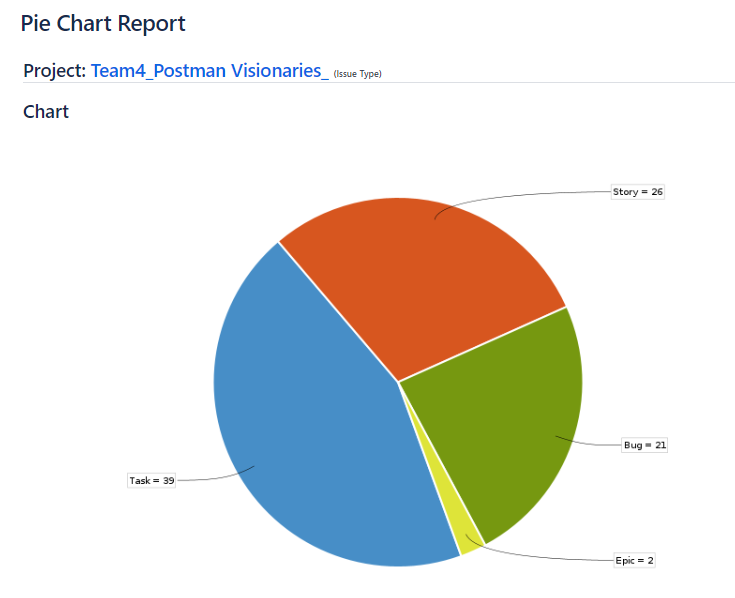 Pie Chart Report
Project: Team4_Postman Visionaries_ (Issue Type)
Chart
Story = 26
Bug = 21
Task = 39
Epic = 2